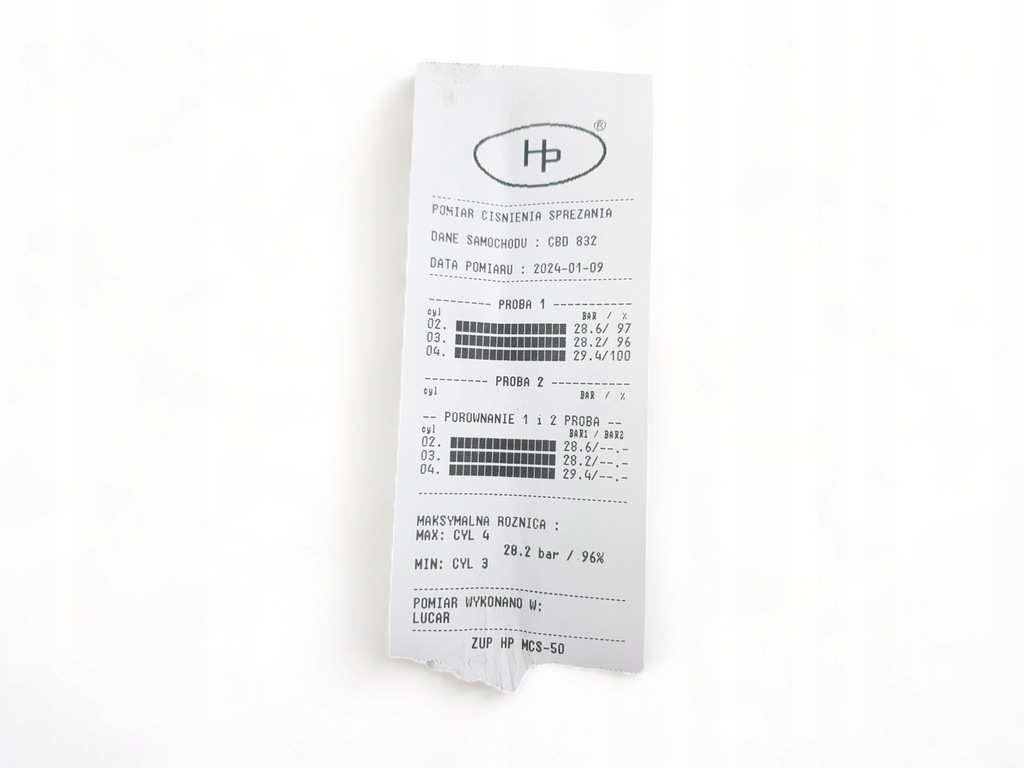 HP ®
POMIAR CISNIENIA SPREZANIA
DANE SAMOCHODU : CBD 832
DATA POMIARU : 2024-01-09
--------- PROBA 1 -----------
cyl BAR / %
02. 28.6/ 97
03. 28.2/ 96
04. 29.4/100
--------- PROBA 2 -----------
cyl BAR / %
-- POROWNANIE 1 i 2 PROBA --
cyl BAR1 / BAR2
02. 28.6/--.-
03. 28.2/--.-
04. 29.4/--.-
MAKSYMALNA ROZNICA :
MAX: CYL 4
28.2 bar / 96%
MIN: CYL 3
POMIAR WYKONANO W:
LUCAR
ZUP HP MCS-50